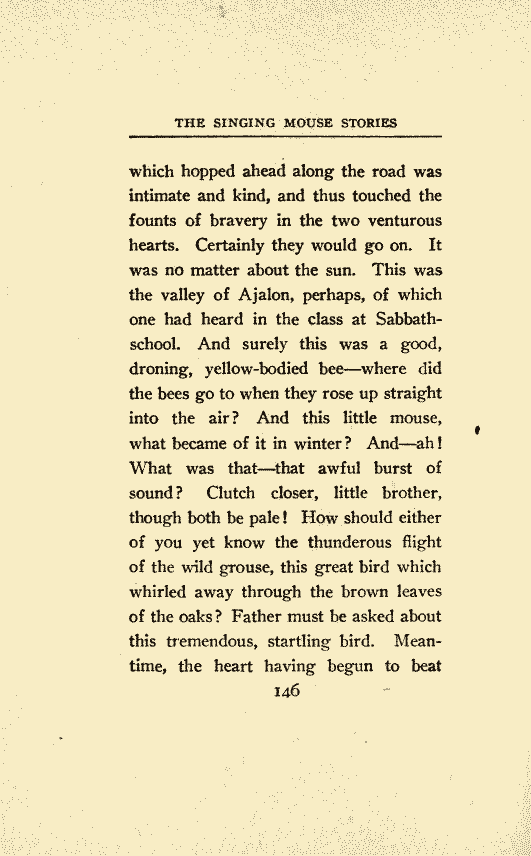 THE SINGING MOUSE STORIES
which hopped ahead along the road was
intimate and kind, and thus touched the
founts of bravery in the two venturous
hearts. Certainly they would go on. It
was no matter about the sun. This was
the valley of Ajalon, perhaps, of which
one had heard in the class at Sabbath-
school. And surely this was a good,
droning, yellow-bodied bee—where did
the bees go to when they rose up straight
into the air? And this little mouse,
what became of it in winter? And—ah!
What was that—that awful burst of
sound? Clutch closer, little brother,
though both be pale! How should either
of you yet know the thunderous flight
of the wild grouse, this great bird which
whirled away through the brown leaves
of the oaks? Father must be asked about
this tremendous, startling bird. Mean-
time, the heart having begun to beat
146